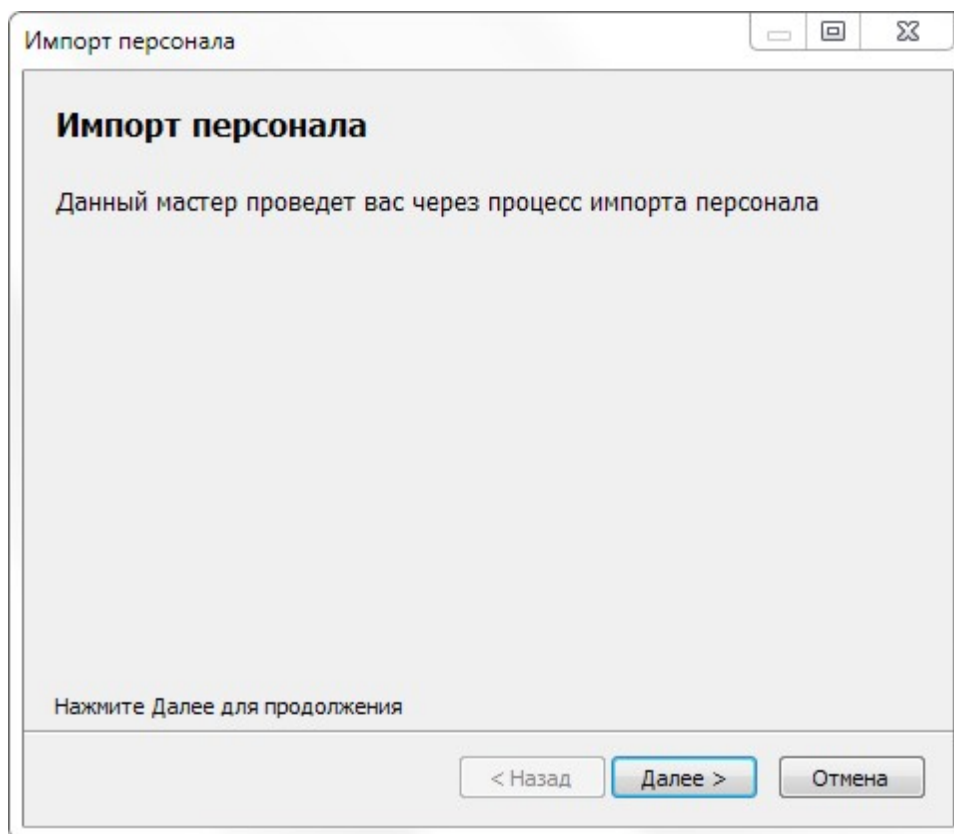 Импорт персонала
Импорт персонала
Данный мастер проведет вас через процесс импорта персонала
Нажмите Далее для продолжения
< Назад Далее > Отмена